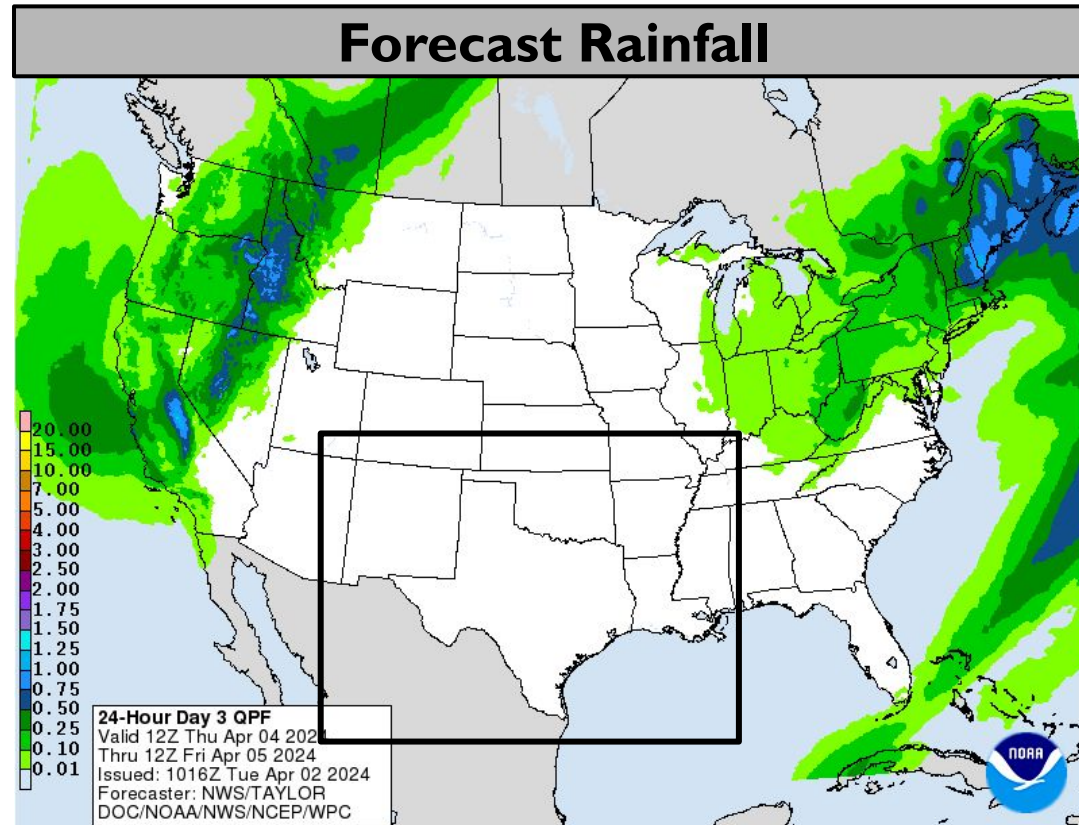 Forecast Rainfall
20.00
15.00
10.00
7.00
5.00
4.00
3.00
2.50
2.00
1.75
1.50
1.25
1.00
0.75
0.50
0.25
0.10
0.01
24-Hour Day 3 QPF
Valid 12Z Thu Apr 04 2024
Thru 12Z Fri Apr 05 2024
Issued: 1016Z Tue Apr 02 2024
Forecaster: NWS/TAYLOR
DOC/NOAA/NWS/NCEP/WPC
NOAA